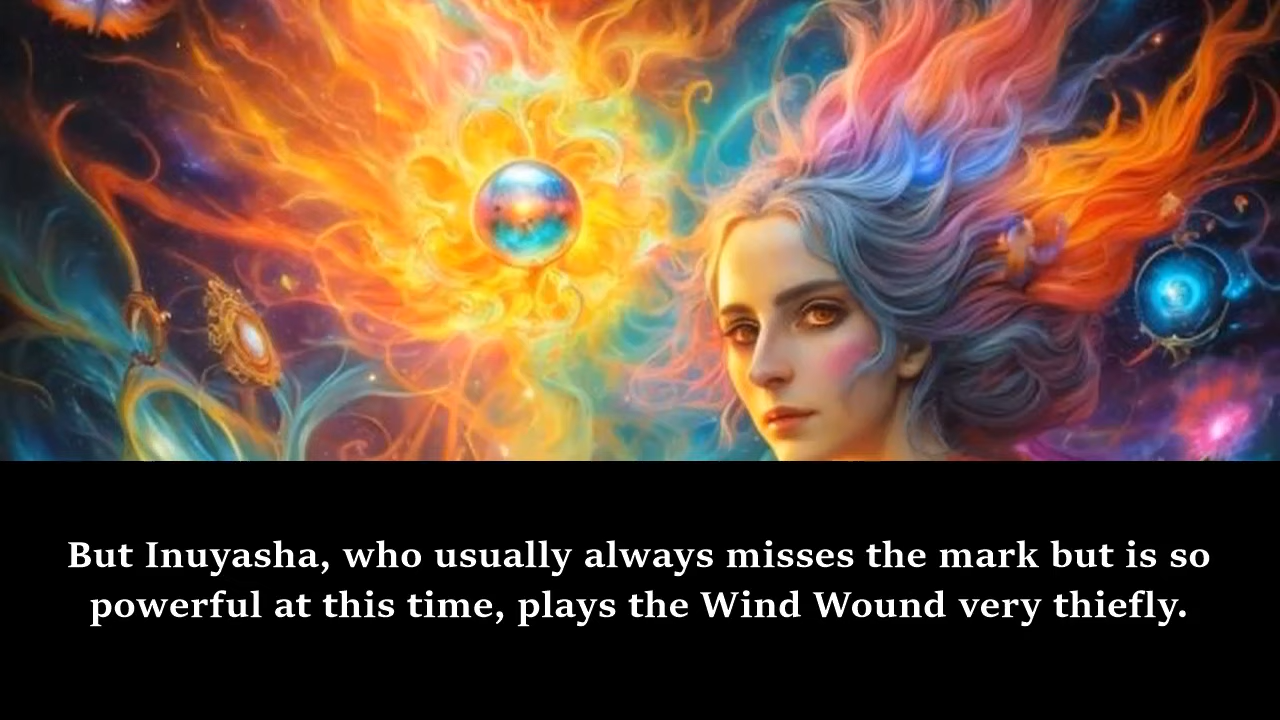 But Inuyasha, who usually always misses the mark but is so
powerful at this time, plays the Wind Wound very thiefly.